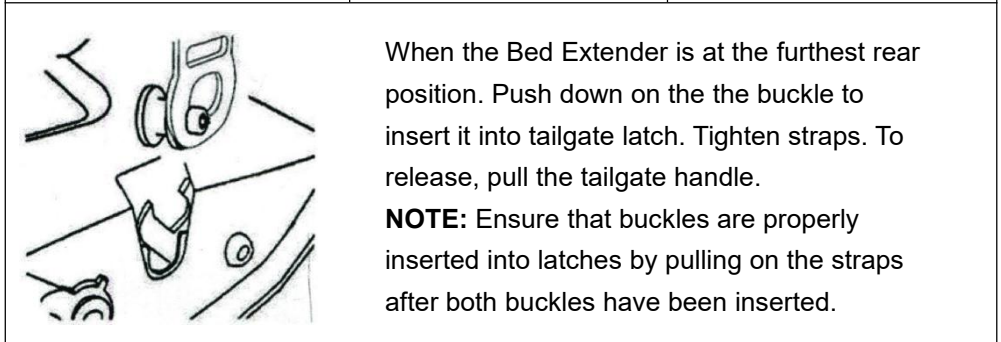 When the Bed Extender is at the furthest rear
position. Push down on the the buckle to
insert it into tailgate latch. Tighten straps. To
release, pull the tailgate handle.
NOTE: Ensure that buckles are properly
inserted into latches by pulling on the straps
after both buckles have been inserted.